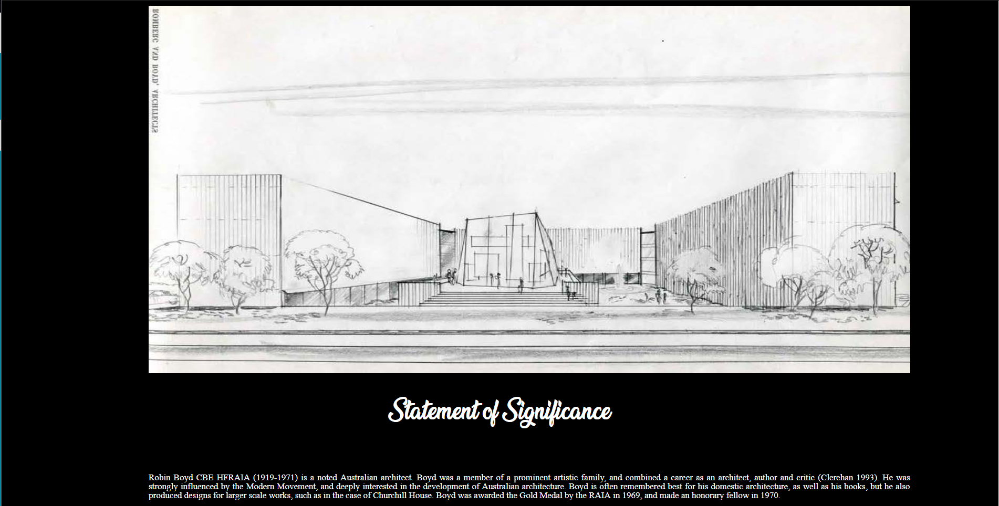 ROMBERG AND BOYD, ARCHITECTS
Statement of Significance
Robin Boyd CBE HFRAIA (1919-1971) is a noted Australian architect. Boyd was a member of a prominent artistic family, and combined a career as an architect, author and critic (Clerehan 1993). He was
strongly influenced by the Modern Movement, and deeply interested in the development of Australian architecture. Boyd is often remembered best for his domestic architecture, as well as his books, but he also
produced designs for larger scale works, such as in the case of Churchill House. Boyd was awarded the Gold Medal by the RAIA in 1969, and made an honorary fellow in 1970.